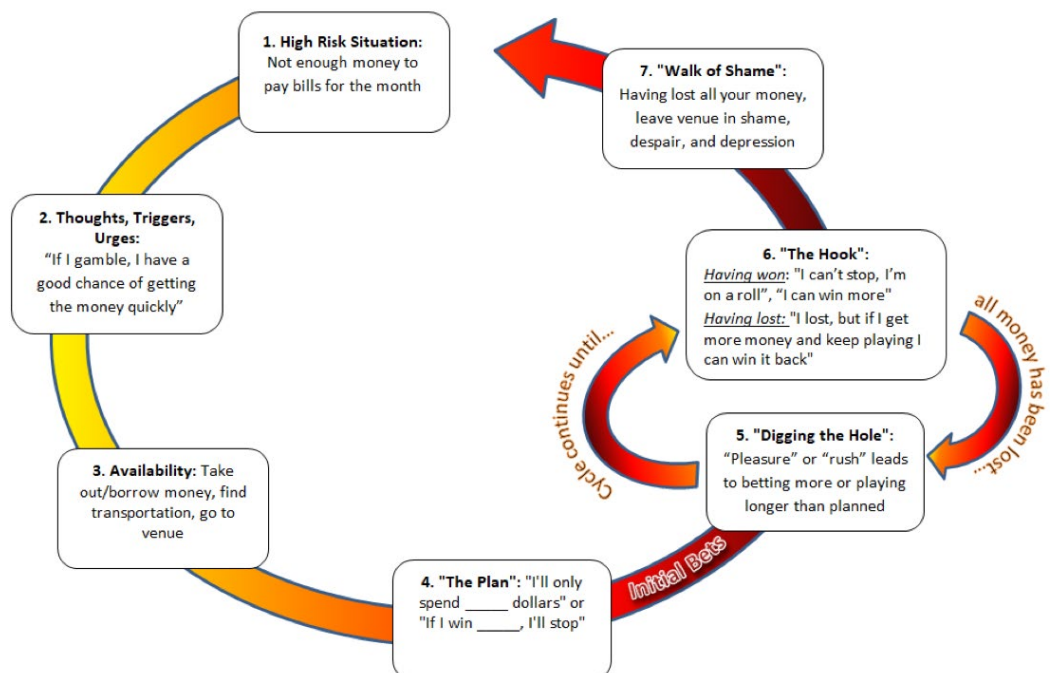 1. High Risk Situation:
Not enough money to
pay bills for the month
2. Thoughts, Triggers,
Urges:
“If I gamble, I have a
good chance of getting
the money quickly”
3. Availability: Take
out/borrow money, find
transportation, go to
venue
4. "The Plan": "I'll only
spend _____ dollars" or
"If I win _____, I'll stop"
Initial Bets
5. "Digging the Hole":
“Pleasure” or “rush” leads
to betting more or playing
longer than planned
Cycle continues until...
6. "The Hook":
Having won: "I can’t stop, I’m
on a roll”, “I can win more"
Having lost: "I lost, but if I get
more money and keep playing I
can win it back"
all money has been lost...
7. "Walk of Shame":
Having lost all your money,
leave venue in shame,
despair, and depression